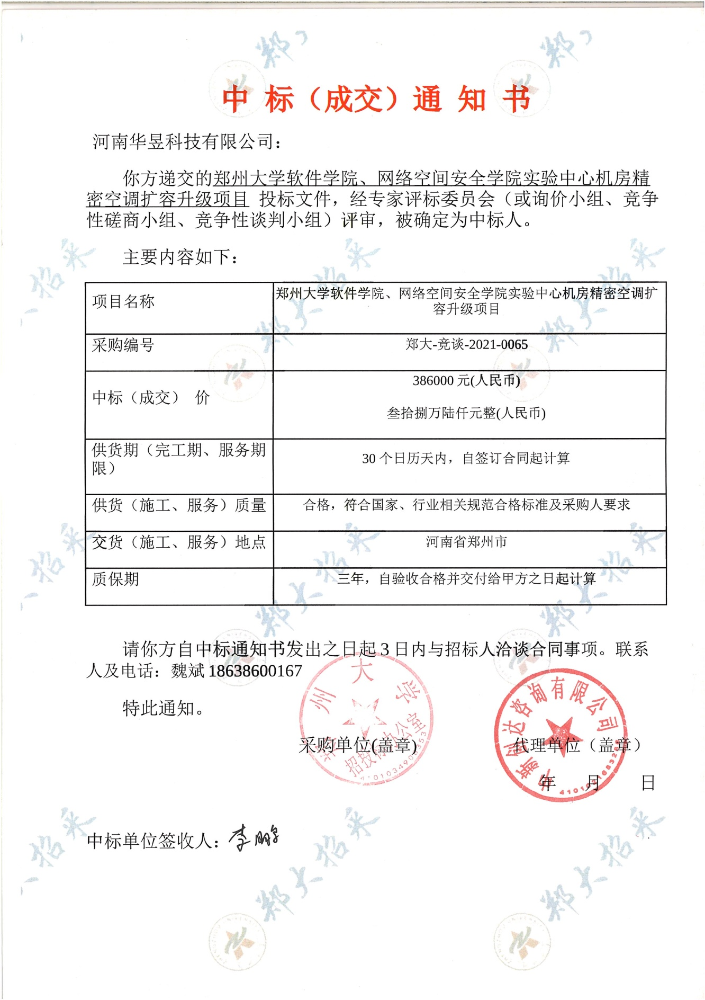 中 标（成交）通 知 书
河南华昱科技有限公司：
你方递交的郑州大学软件学院、网络空间安全学院实验中心机房精
密空调扩容升级项目 投标文件，经专家评标委员会（或询价小组、竞争
性磋商小组、竞争性谈判小组）评审，被确定为中标人。
主要内容如下：
项目名称
郑州大学软件学院、网络空间安全学院实验中心机房精密空调扩
容升级项目
采购编号
郑大-竞谈-2021-0065
中标（成交） 价
386000 元(人民币)
叁拾捌万陆仟元整(人民币)
供货期（完工期、服务期
限）
30 个日历天内，自签订合同起计算
供货（施工、服务）质量
合格，符合国家、行业相关规范合格标准及采购人要求
交货（施工、服务）地点
河南省郑州市
质保期
三年，自验收合格并交付给甲方之日起计算
请你方自中标通知书发出之日起 3 日内与招标人洽谈合同事项。联系
人及电话：魏斌 18638600167
特此通知。
郑州大学
招投标办公室
采购单位(盖章)
中新国达咨询有限公司
代理单位（盖章）
年 月 日
中标单位签收人：李鹏
郑大招采